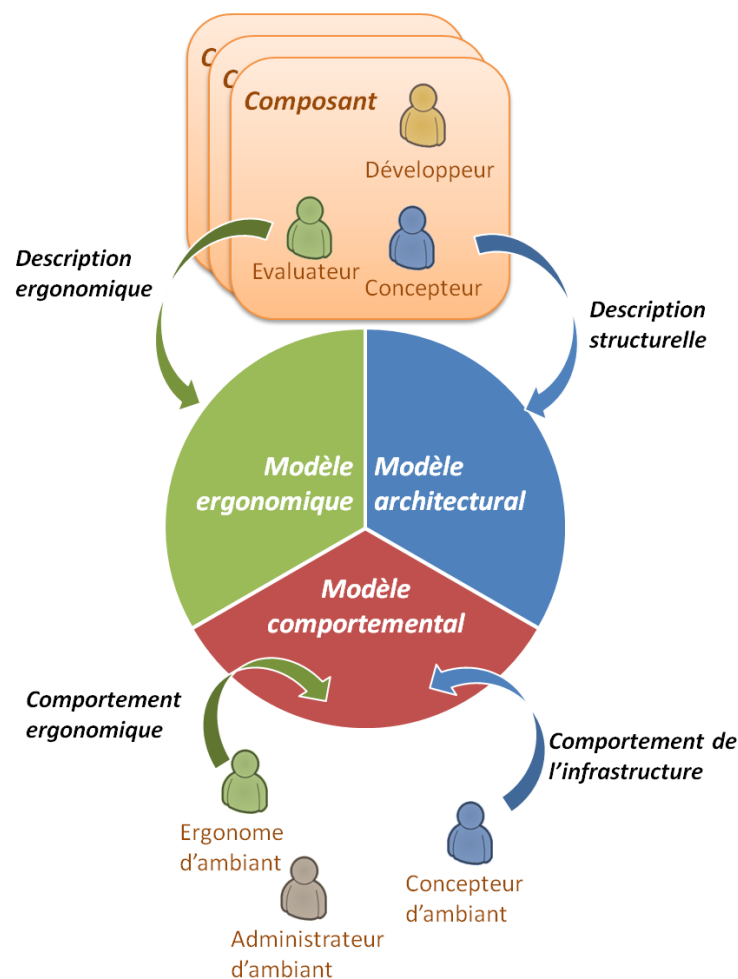 C
C
Composant
Développeur
Evaluateur
Concepteur
Description
ergonomique
Description
structurelle
Modèle
ergonomique
Modèle
architectural
Modèle
comportemental
Comportement
ergonomique
Comportement de
l'infrastructure
Ergonome
d'ambiant
Concepteur
d'ambiant
Administrateur
d'ambiant